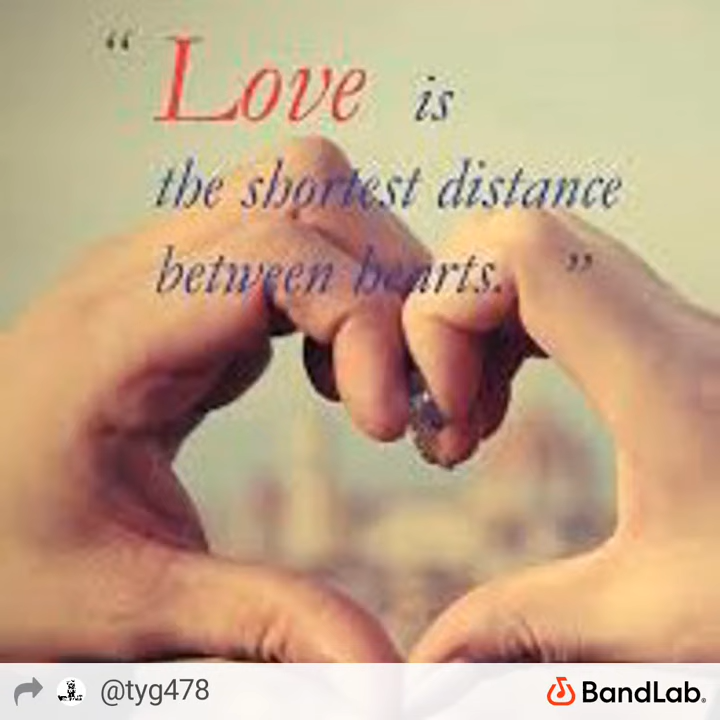 “ Love is
the shortest distance
between hearts. ”
@tyg478
BandLab.